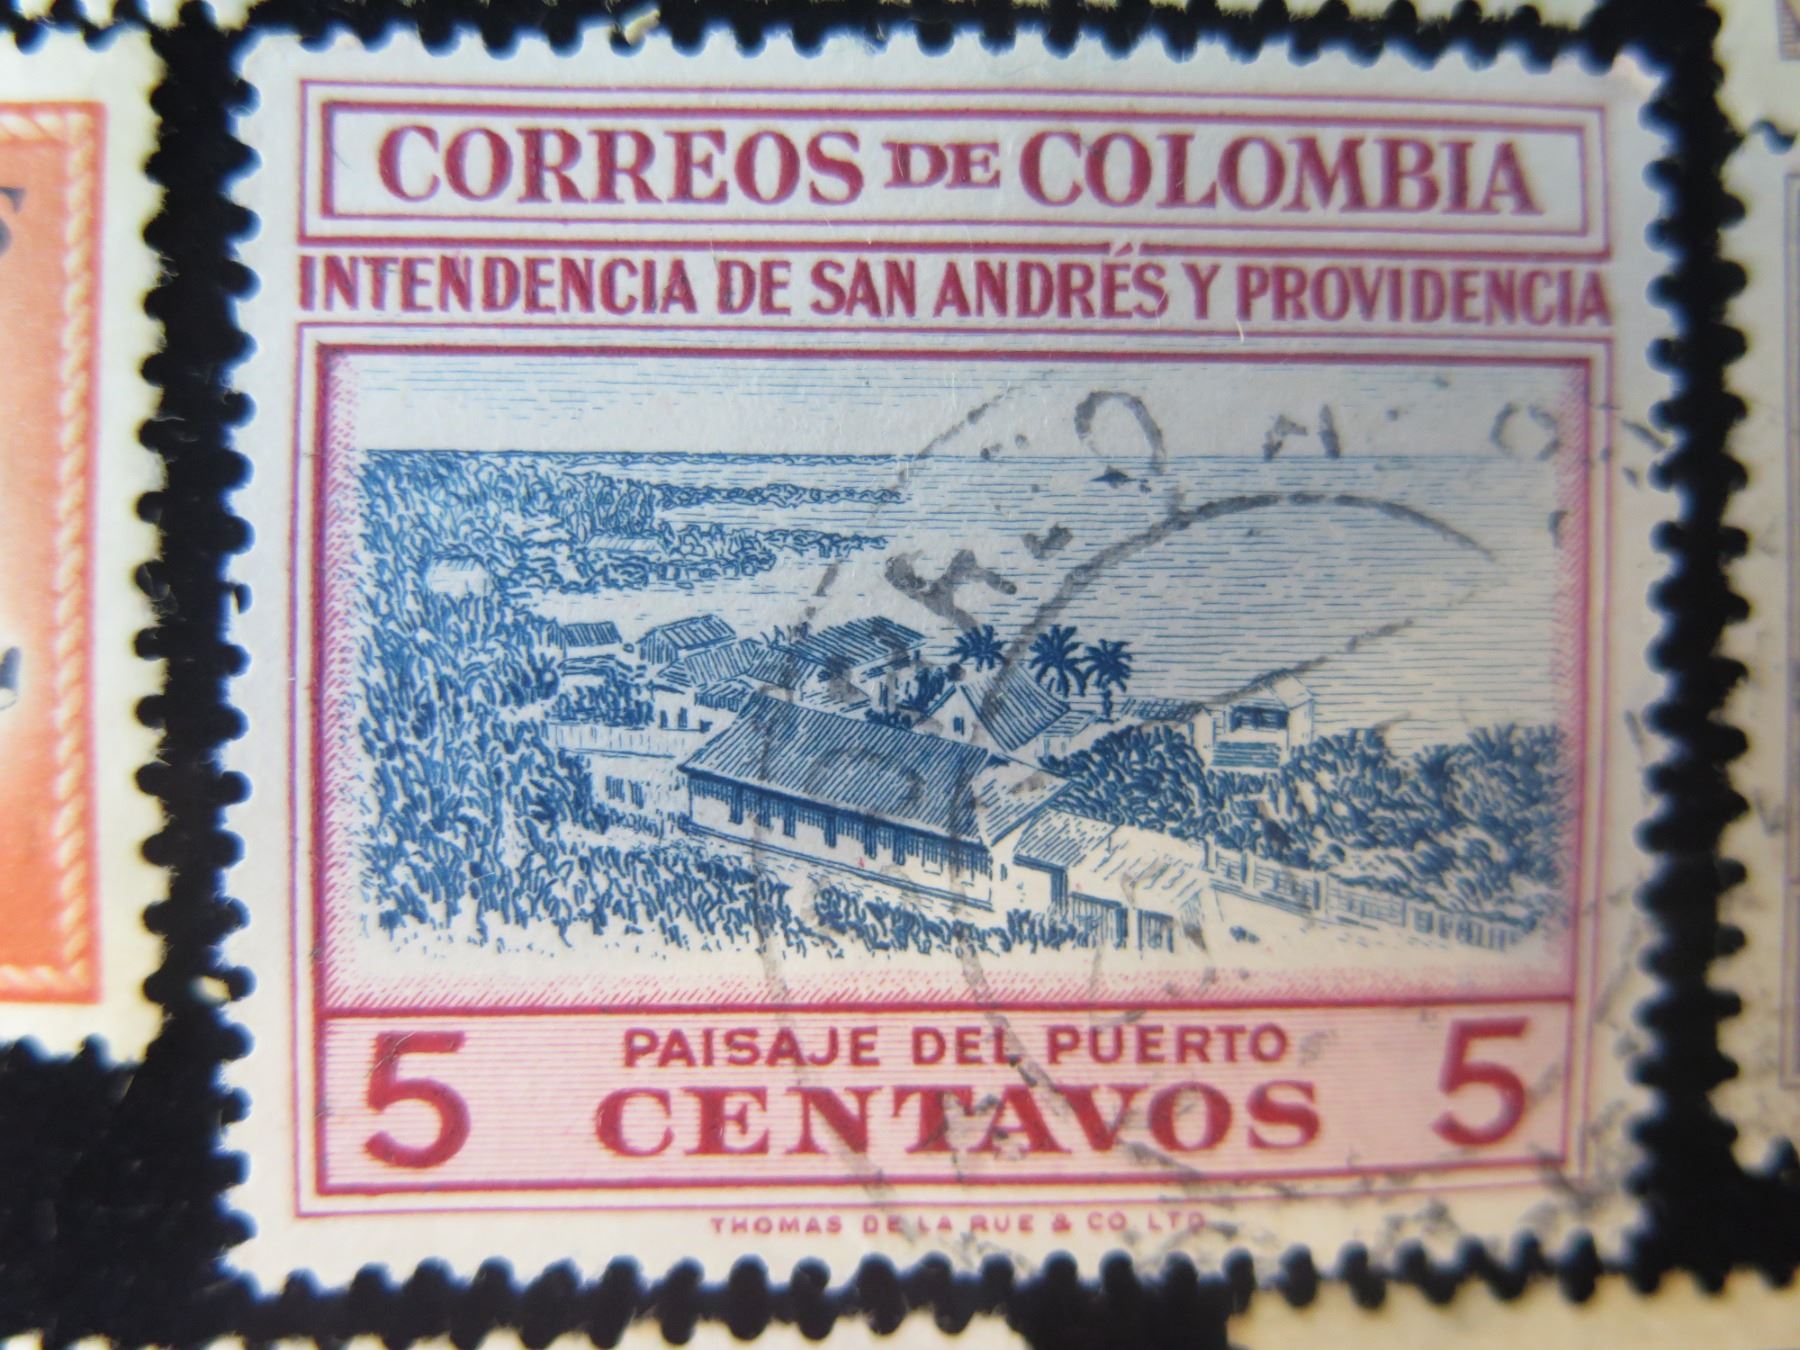 CORREOS DE COLOMBIA
INTENDENCIA DE SAN ANDRÉS Y PROVIDENCIA
5 PAISAJE DEL PUERTO 5
CENTAVOS
THOMAS DE LA RUE & CO. LTD.